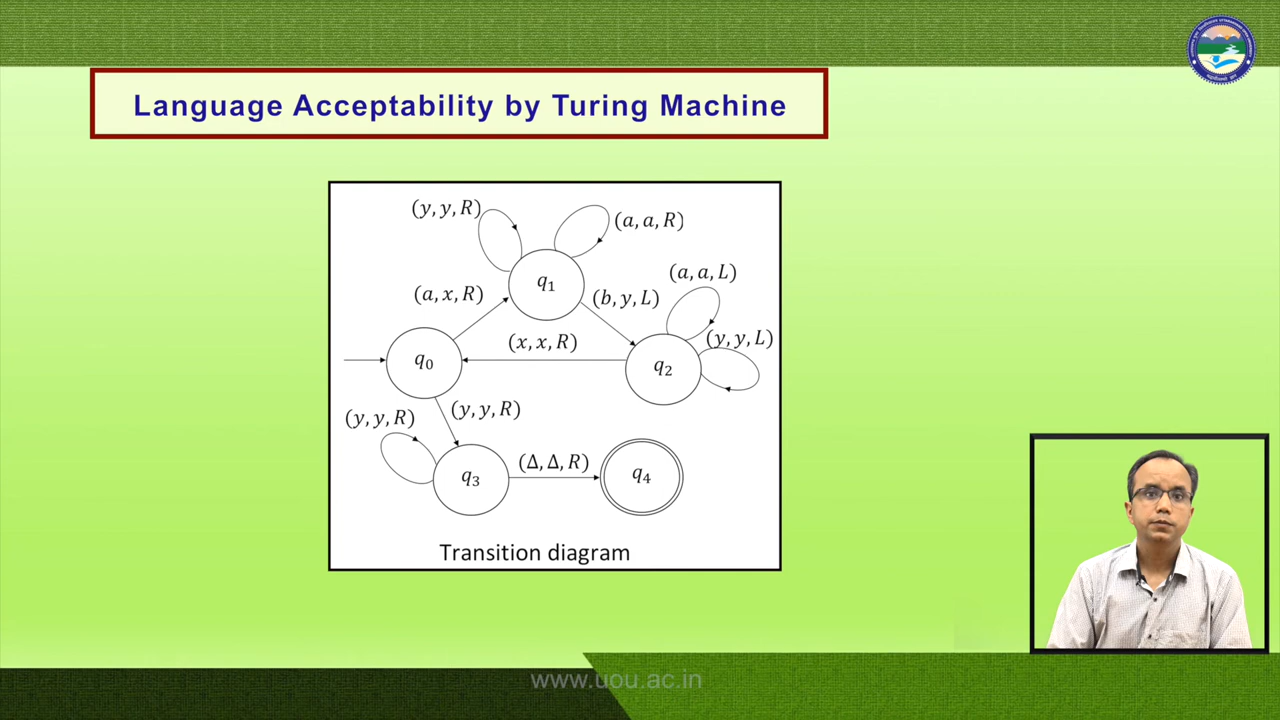 Language Acceptability by Turing Machine
(y, y, R)
(a, a, R)
q₁
(a, a, L)
(a, x, R)
(b, y, L)
(y, y, L)
(x, x, R)
q₀
q₂
(y, y, R)
(y, y, R)
(Δ, Δ, R)
q₃
q₄
Transition diagram
www.uou.ac.in